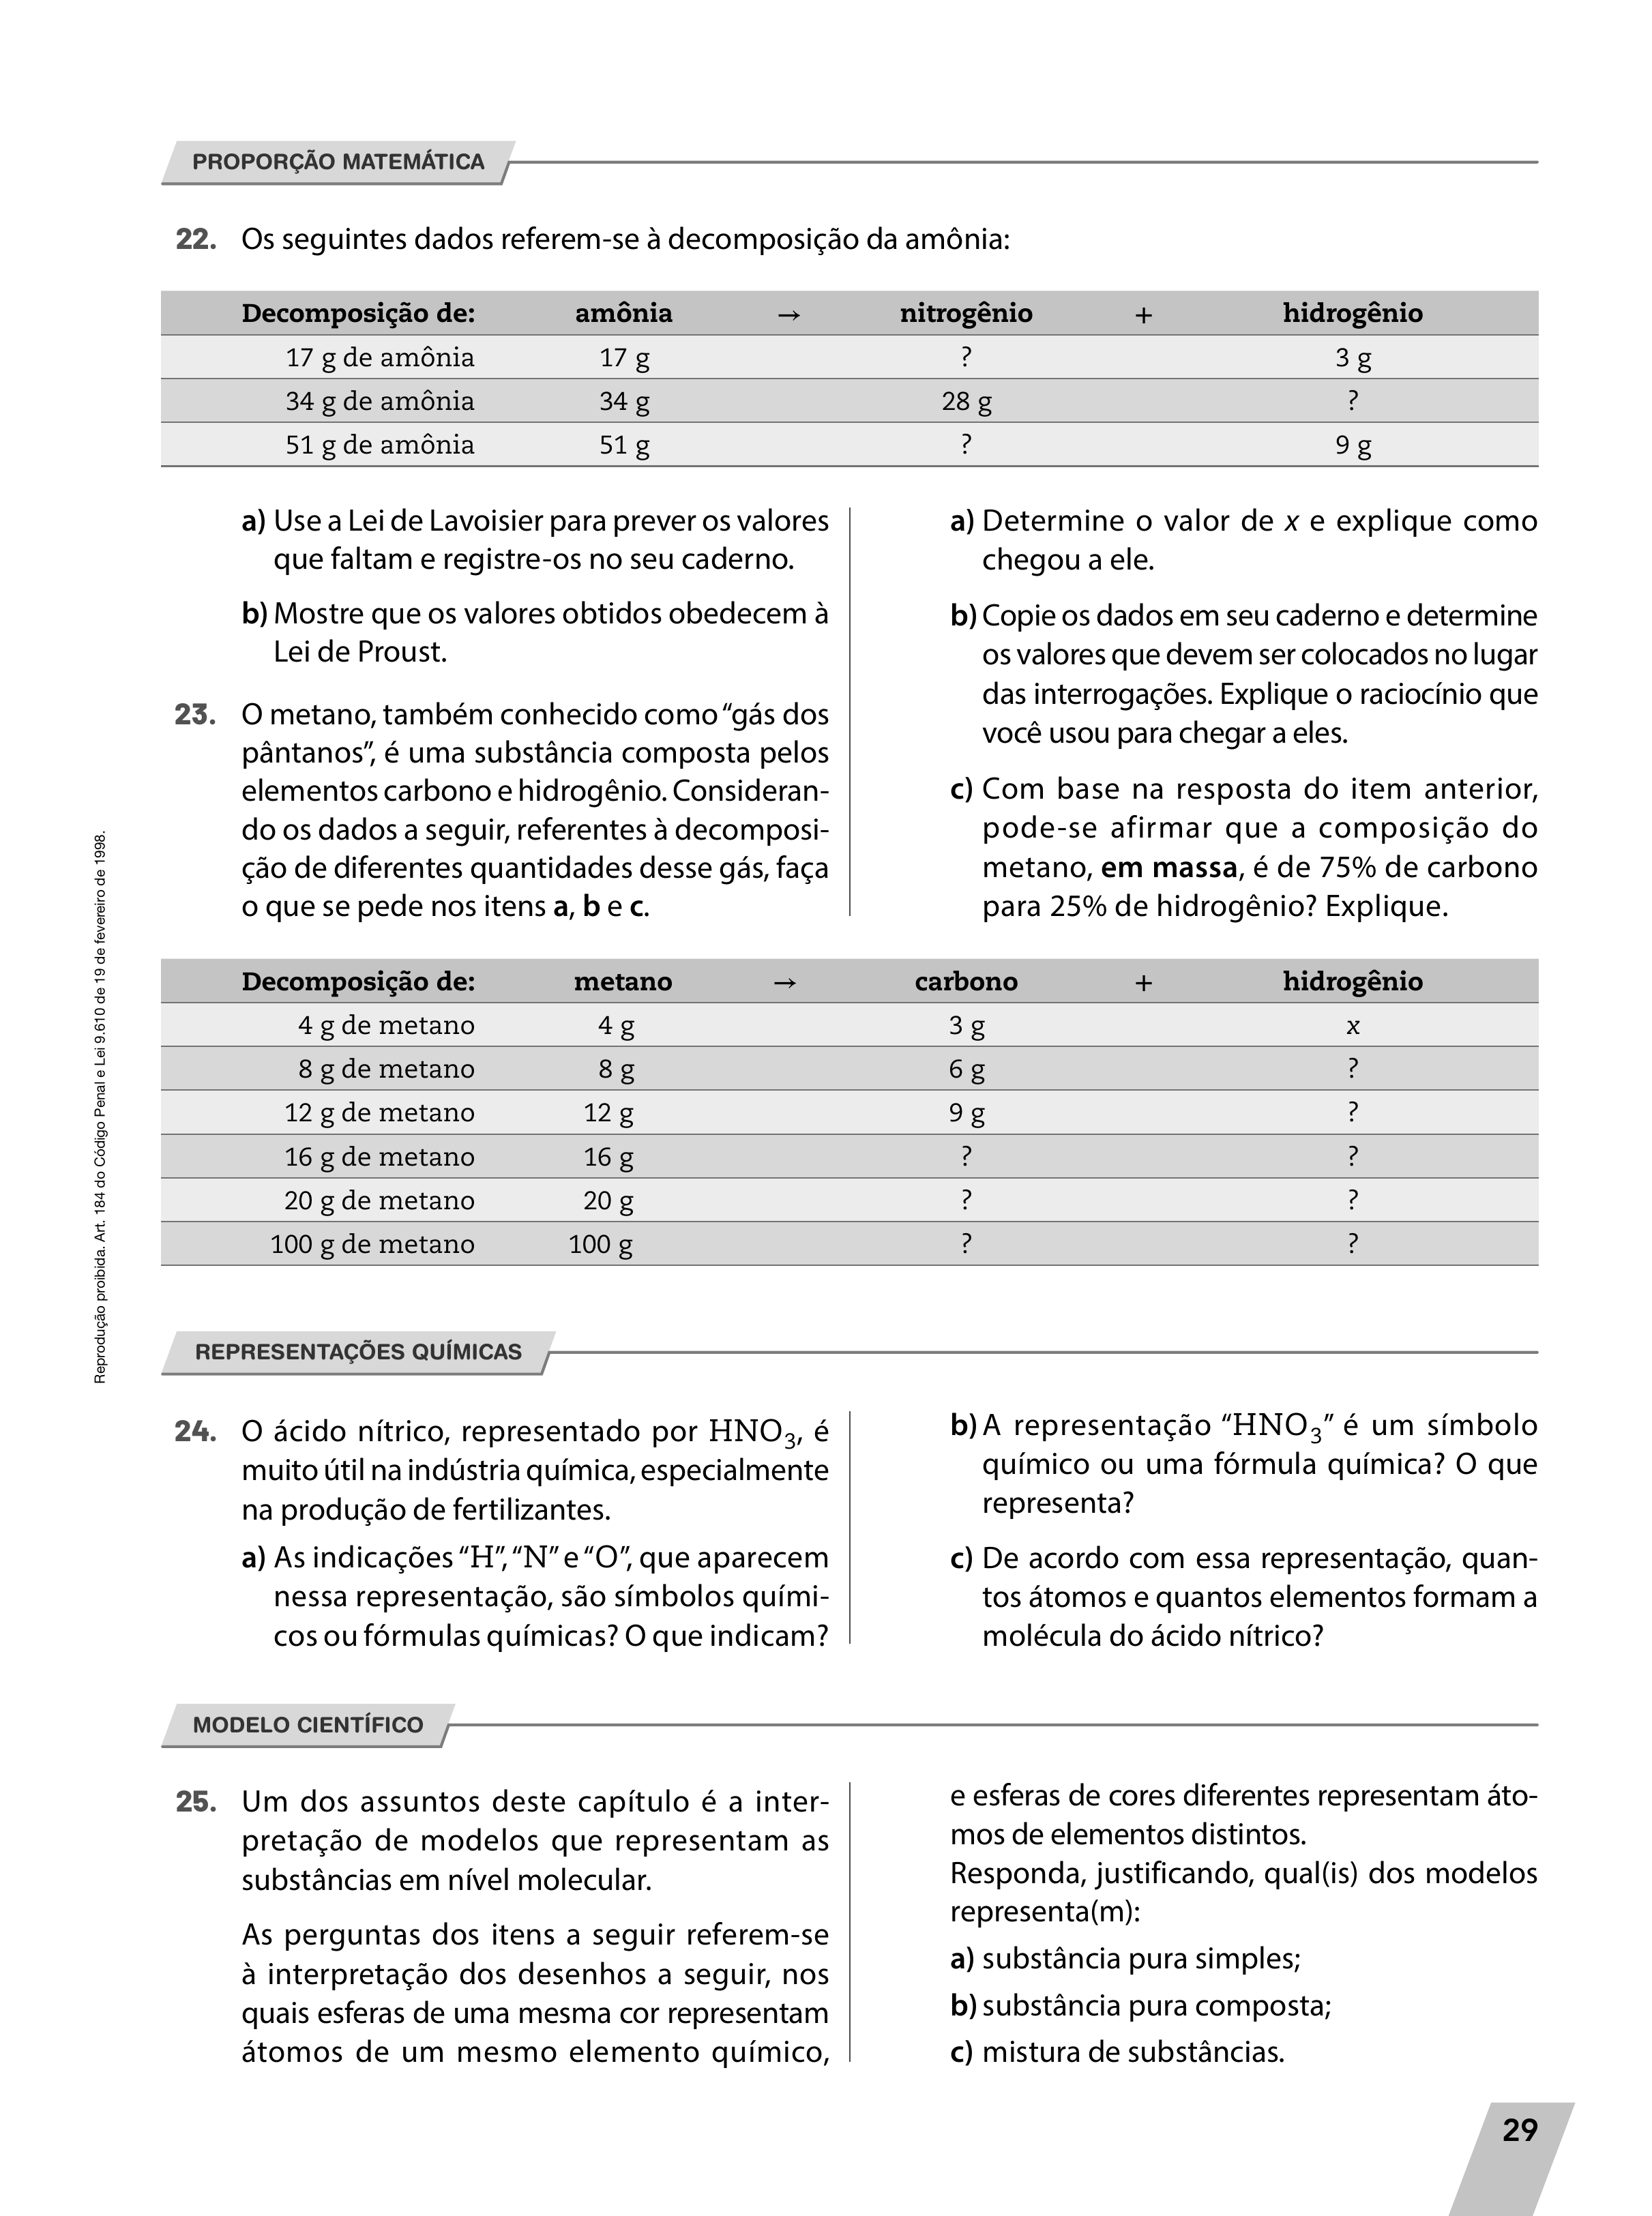 PROPORÇÃO MATEMÁTICA
22. Os seguintes dados referem-se à decomposição da amônia:
Decomposição de: amônia → nitrogênio + hidrogênio
17 g de amônia 17 g ? 3 g
34 g de amônia 34 g 28 g ?
51 g de amônia 51 g ? 9 g
a) Use a Lei de Lavoisier para prever os valores
que faltam e registre-os no seu caderno.
b) Mostre que os valores obtidos obedecem à
Lei de Proust.
23. O metano, também conhecido como “gás dos
pântanos”, é uma substância composta pelos
elementos carbono e hidrogênio. Consideran-
do os dados a seguir, referentes à decomposi-
ção de diferentes quantidades desse gás, faça
o que se pede nos itens a, b e c.
a) Determine o valor de x e explique como
chegou a ele.
b) Copie os dados em seu caderno e determine
os valores que devem ser colocados no lugar
das interrogações. Explique o raciocínio que
você usou para chegar a eles.
c) Com base na resposta do item anterior,
pode-se afirmar que a composição do
metano, em massa, é de 75% de carbono
para 25% de hidrogênio? Explique.
Decomposição de: metano → carbono + hidrogênio
4 g de metano 4 g 3 g x
8 g de metano 8 g 6 g ?
12 g de metano 12 g 9 g ?
16 g de metano 16 g ? ?
20 g de metano 20 g ? ?
100 g de metano 100 g ? ?
REPRESENTAÇÕES QUÍMICAS
24. O ácido nítrico, representado por HNO₃, é
muito útil na indústria química, especialmente
na produção de fertilizantes.
a) As indicações “H”, “N” e “O”, que aparecem
nessa representação, são símbolos quími-
cos ou fórmulas químicas? O que indicam?
b) A representação “HNO₃” é um símbolo
químico ou uma fórmula química? O que
representa?
c) De acordo com essa representação, quan-
tos átomos e quantos elementos formam a
molécula do ácido nítrico?
MODELO CIENTÍFICO
25. Um dos assuntos deste capítulo é a inter-
pretação de modelos que representam as
substâncias em nível molecular.
As perguntas dos itens a seguir referem-se
à interpretação dos desenhos a seguir, nos
quais esferas de uma mesma cor representam
átomos de um mesmo elemento químico,
e esferas de cores diferentes representam áto-
mos de elementos distintos.
Responda, justificando, qual(is) dos modelos
representa(m):
a) substância pura simples;
b) substância pura composta;
c) mistura de substâncias.
Reprodução proibida. Art. 184 do Código Penal e Lei 9.610 de 19 de fevereiro de 1998.
29